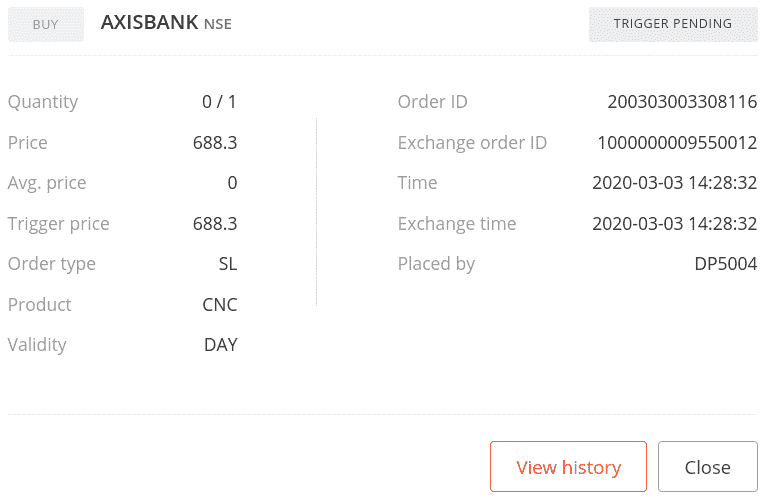 BUY AXISBANK NSE TRIGGER PENDING
Quantity 0 / 1 Order ID 200303003308116
Price 688.3 Exchange order ID 1000000009550012
Avg. price 0 Time 2020-03-03 14:28:32
Trigger price 688.3 Exchange time 2020-03-03 14:28:32
Order type SL Placed by DP5004
Product CNC
Validity DAY
View history Close